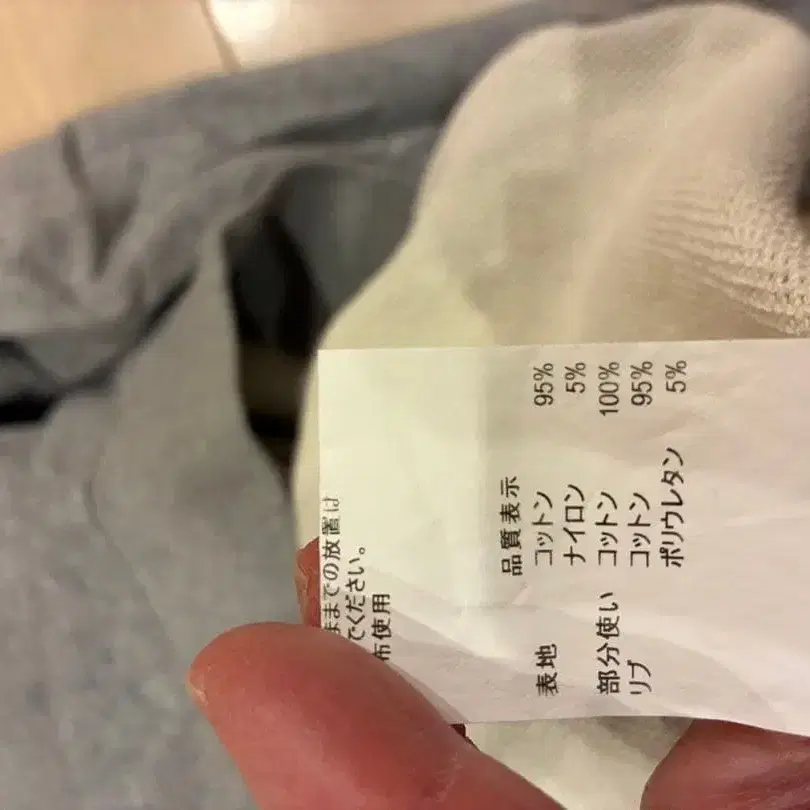 ままでの放置は
でください。
布使用
品質表示
表地 コットン 95%
ナイロン 5%
部分使い コットン 100%
リブ コットン 95%
ポリウレタン 5%